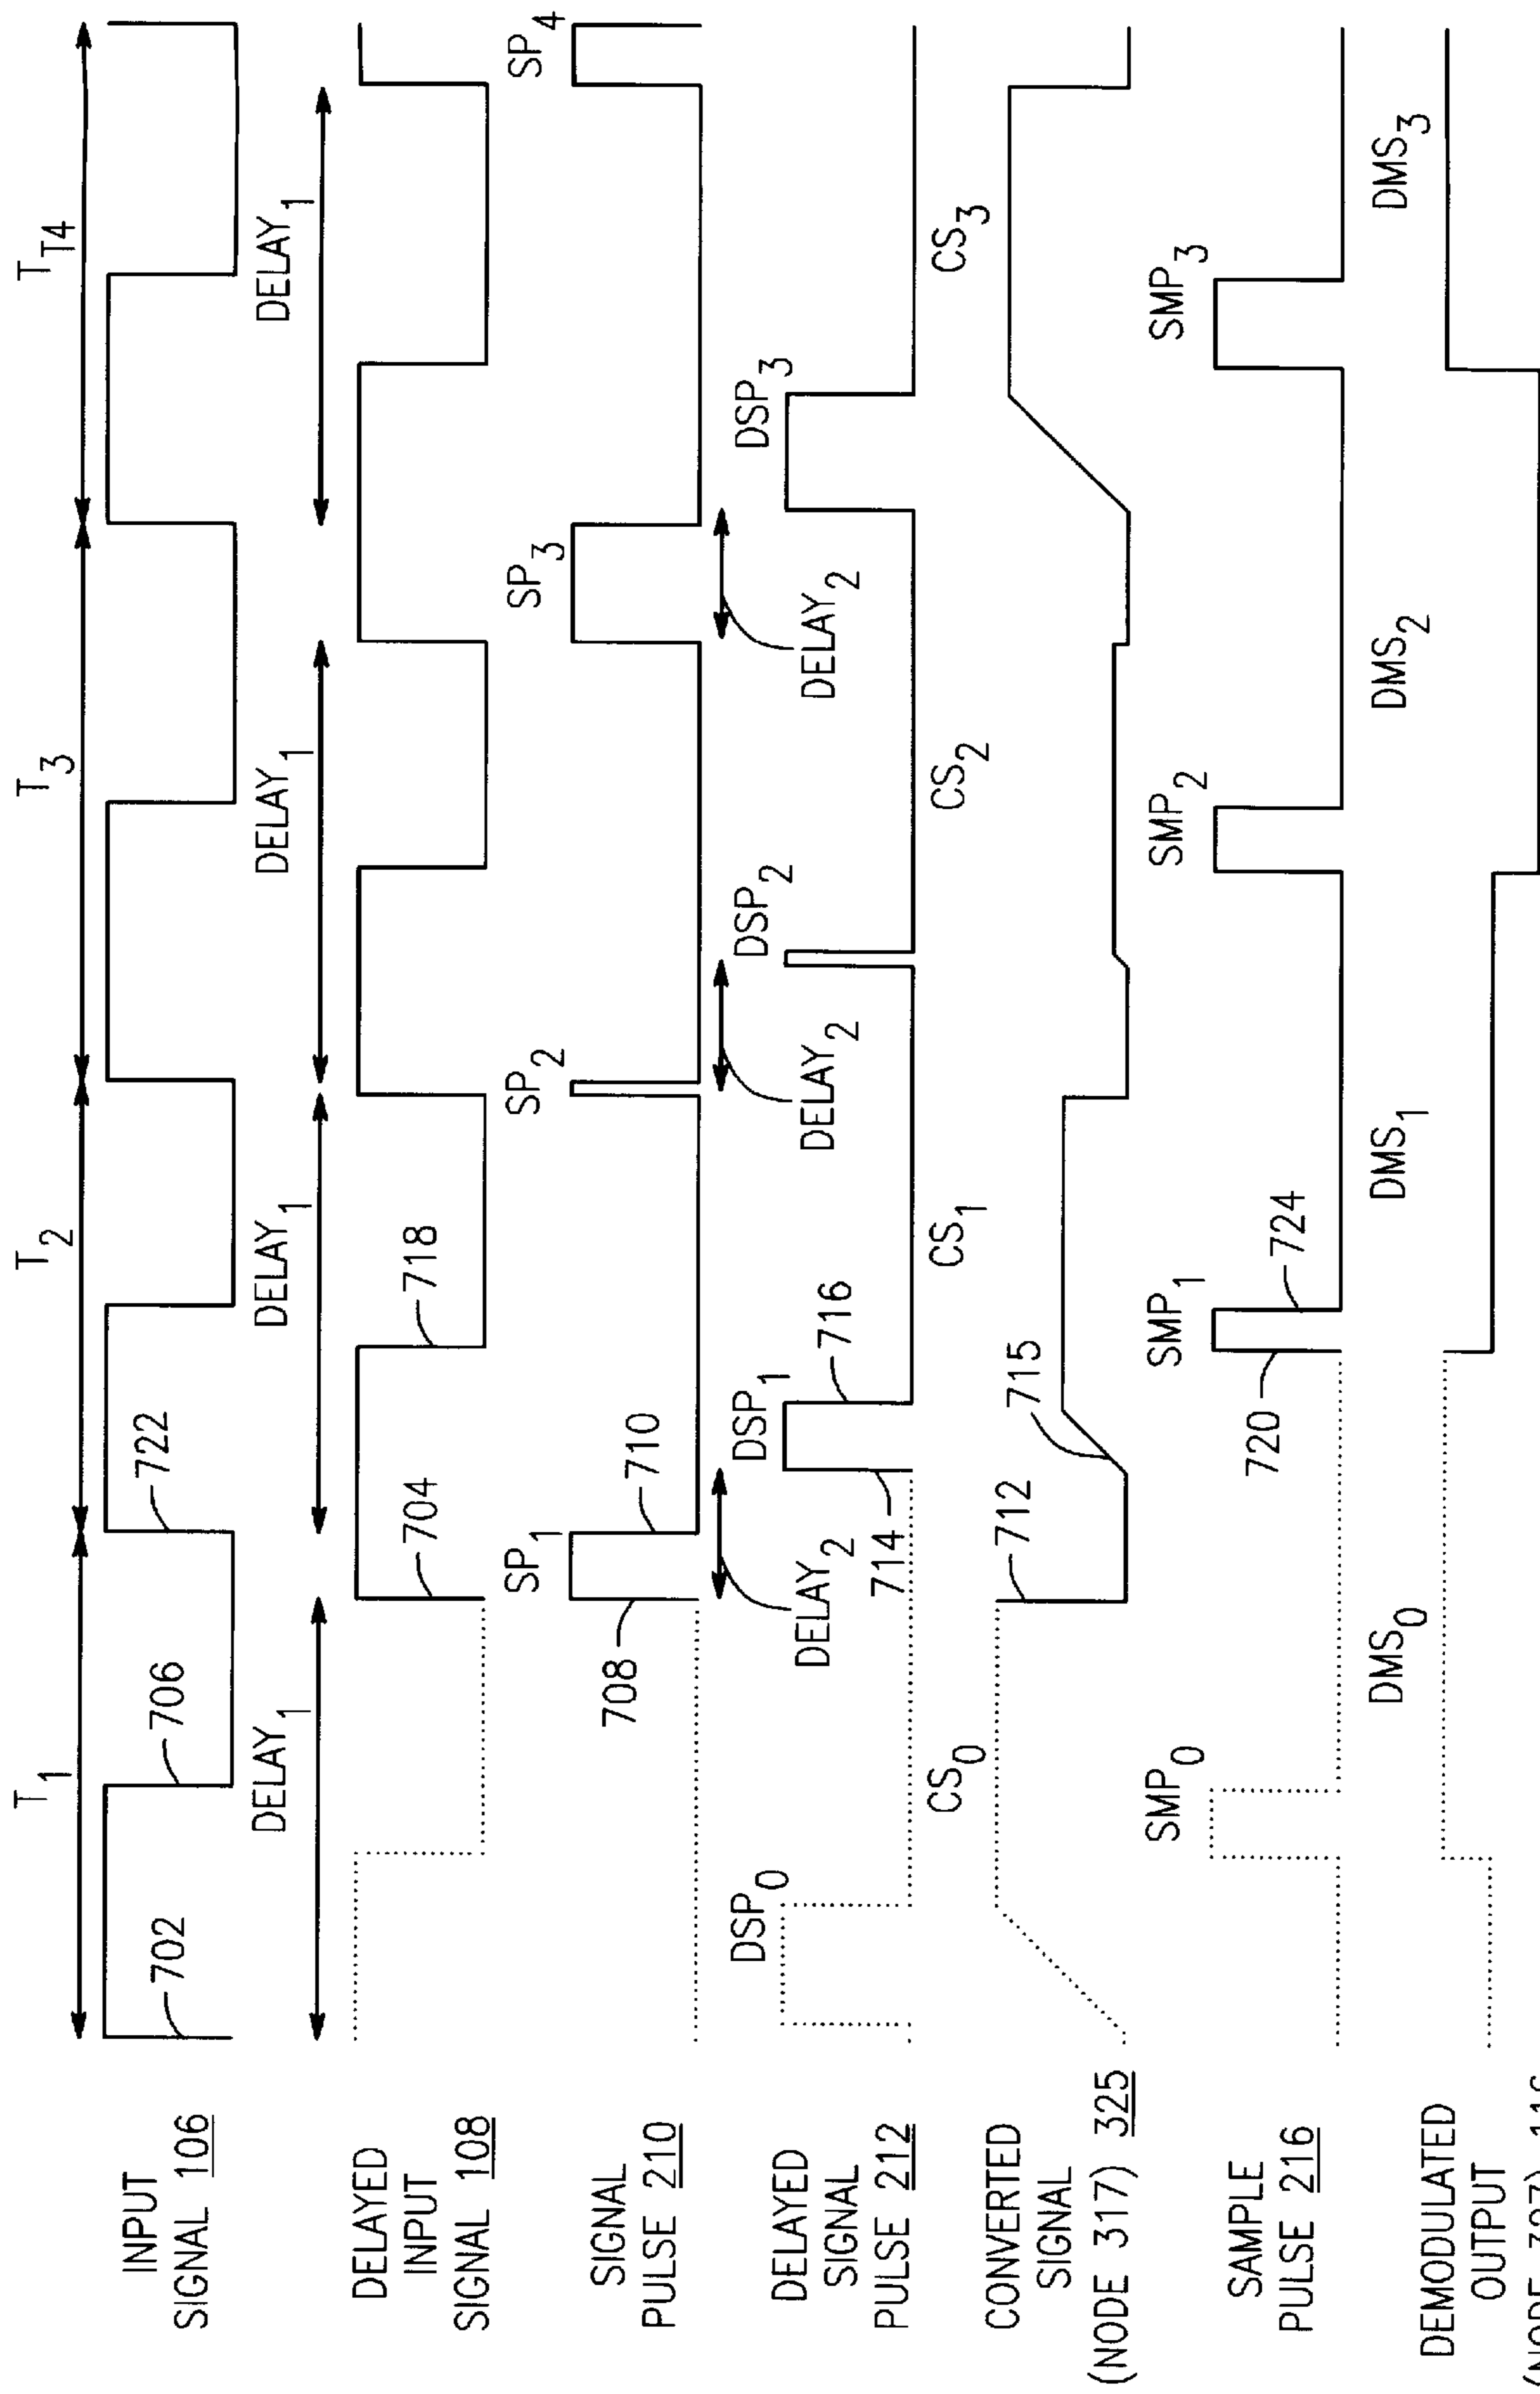 T1 T2 T3 TT4
INPUT
SIGNAL 106
702 706 722
DELAY1 DELAY1 DELAY1 DELAY1
DELAYED
INPUT
SIGNAL 108
704 718
SP1 SP2 SP3 SP4
SIGNAL
PULSE 210
708 710
DSP0 DSP1 DSP2 DSP3
DELAY2 DELAY2 DELAY2
DELAYED
SIGNAL
PULSE 212
714 716
CS0 CS1 CS2 CS3
CONVERTED
SIGNAL
(NODE 317) 325
712 715
SMP0 SMP1 SMP2 SMP3
SAMPLE
PULSE 216
720 724
DMS0 DMS1 DMS2 DMS3
DEMODULATED
OUTPUT